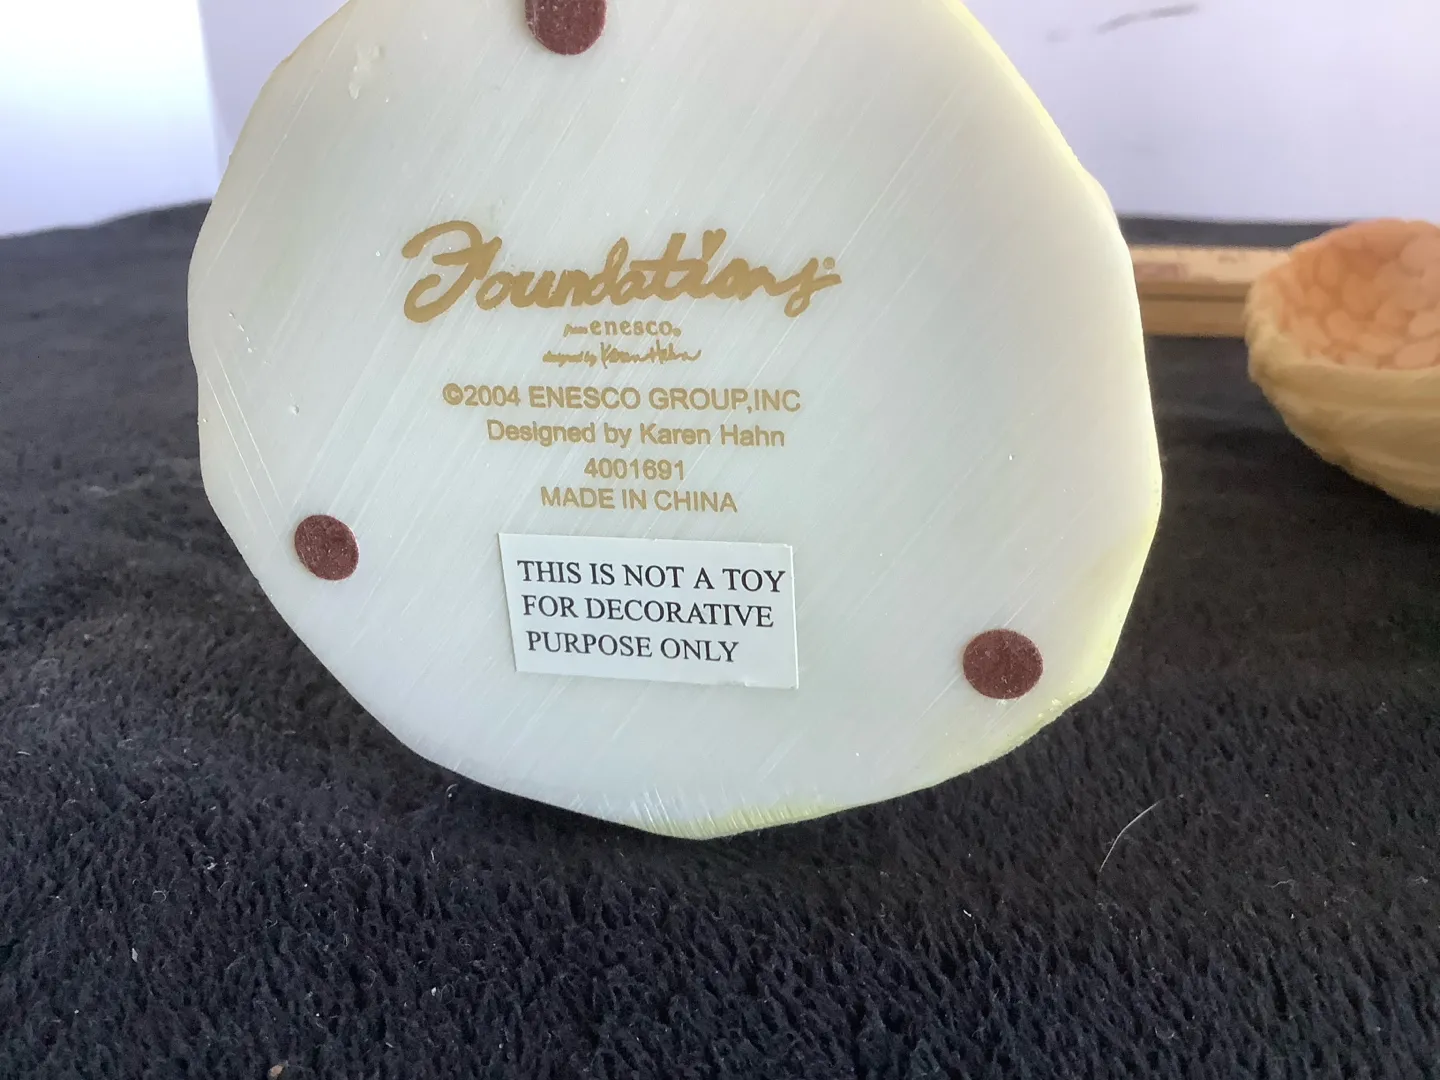 Foundations®
from enesco®
designed by Karen Hahn
©2004 ENESCO GROUP,INC
Designed by Karen Hahn
4001691
MADE IN CHINA
THIS IS NOT A TOY
FOR DECORATIVE
PURPOSE ONLY